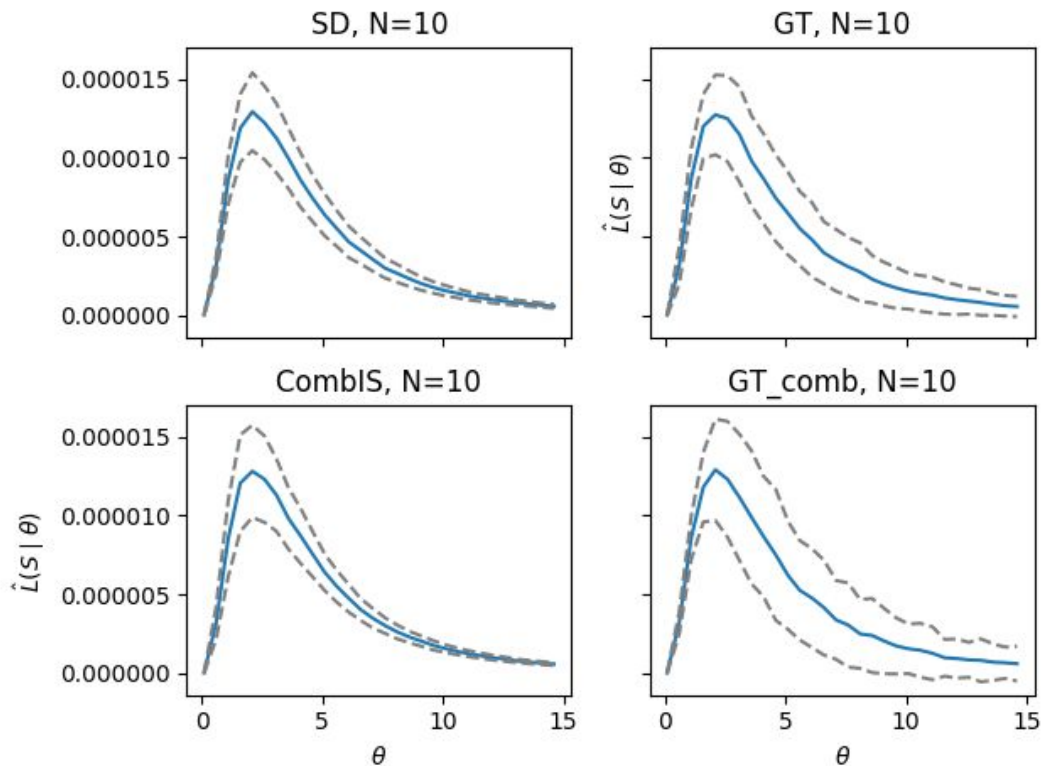 SD, N=10
GT, N=10
0.000015
0.000010
0.000005
0.000000
L̂(S | θ)
CombIS, N=10
GT_comb, N=10
0.000015
0.000010
0.000005
0.000000
L̂(S | θ)
0 5 10 15
0 5 10 15
θ
θ